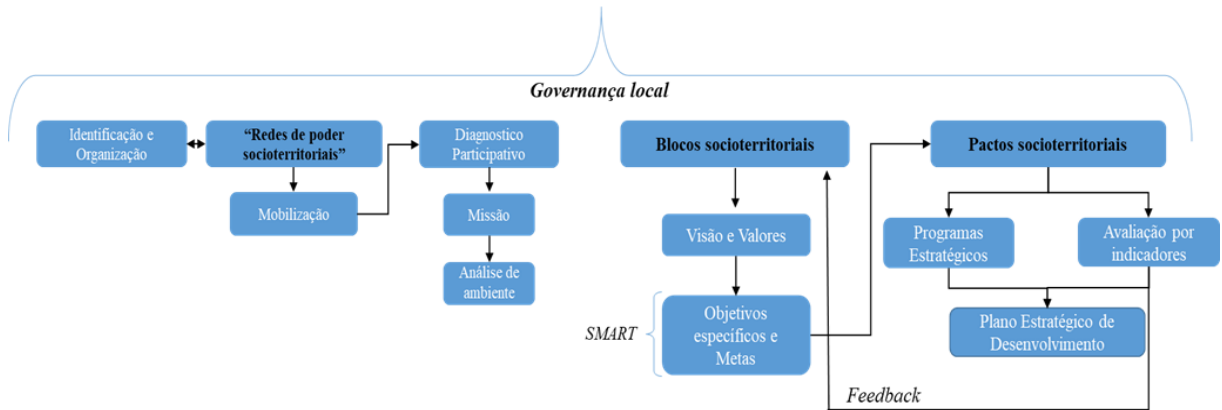 Governança local
Identificação e
Organização
“Redes de poder
socioterritoriais”
Mobilização
Diagnostico
Participativo
Missão
Análise de
ambiente
Blocos socioterritoriais
Visão e Valores
SMART
Objetivos
específicos e
Metas
Pactos socioterritoriais
Programas
Estratégicos
Avaliação por
indicadores
Plano Estratégico de
Desenvolvimento
Feedback